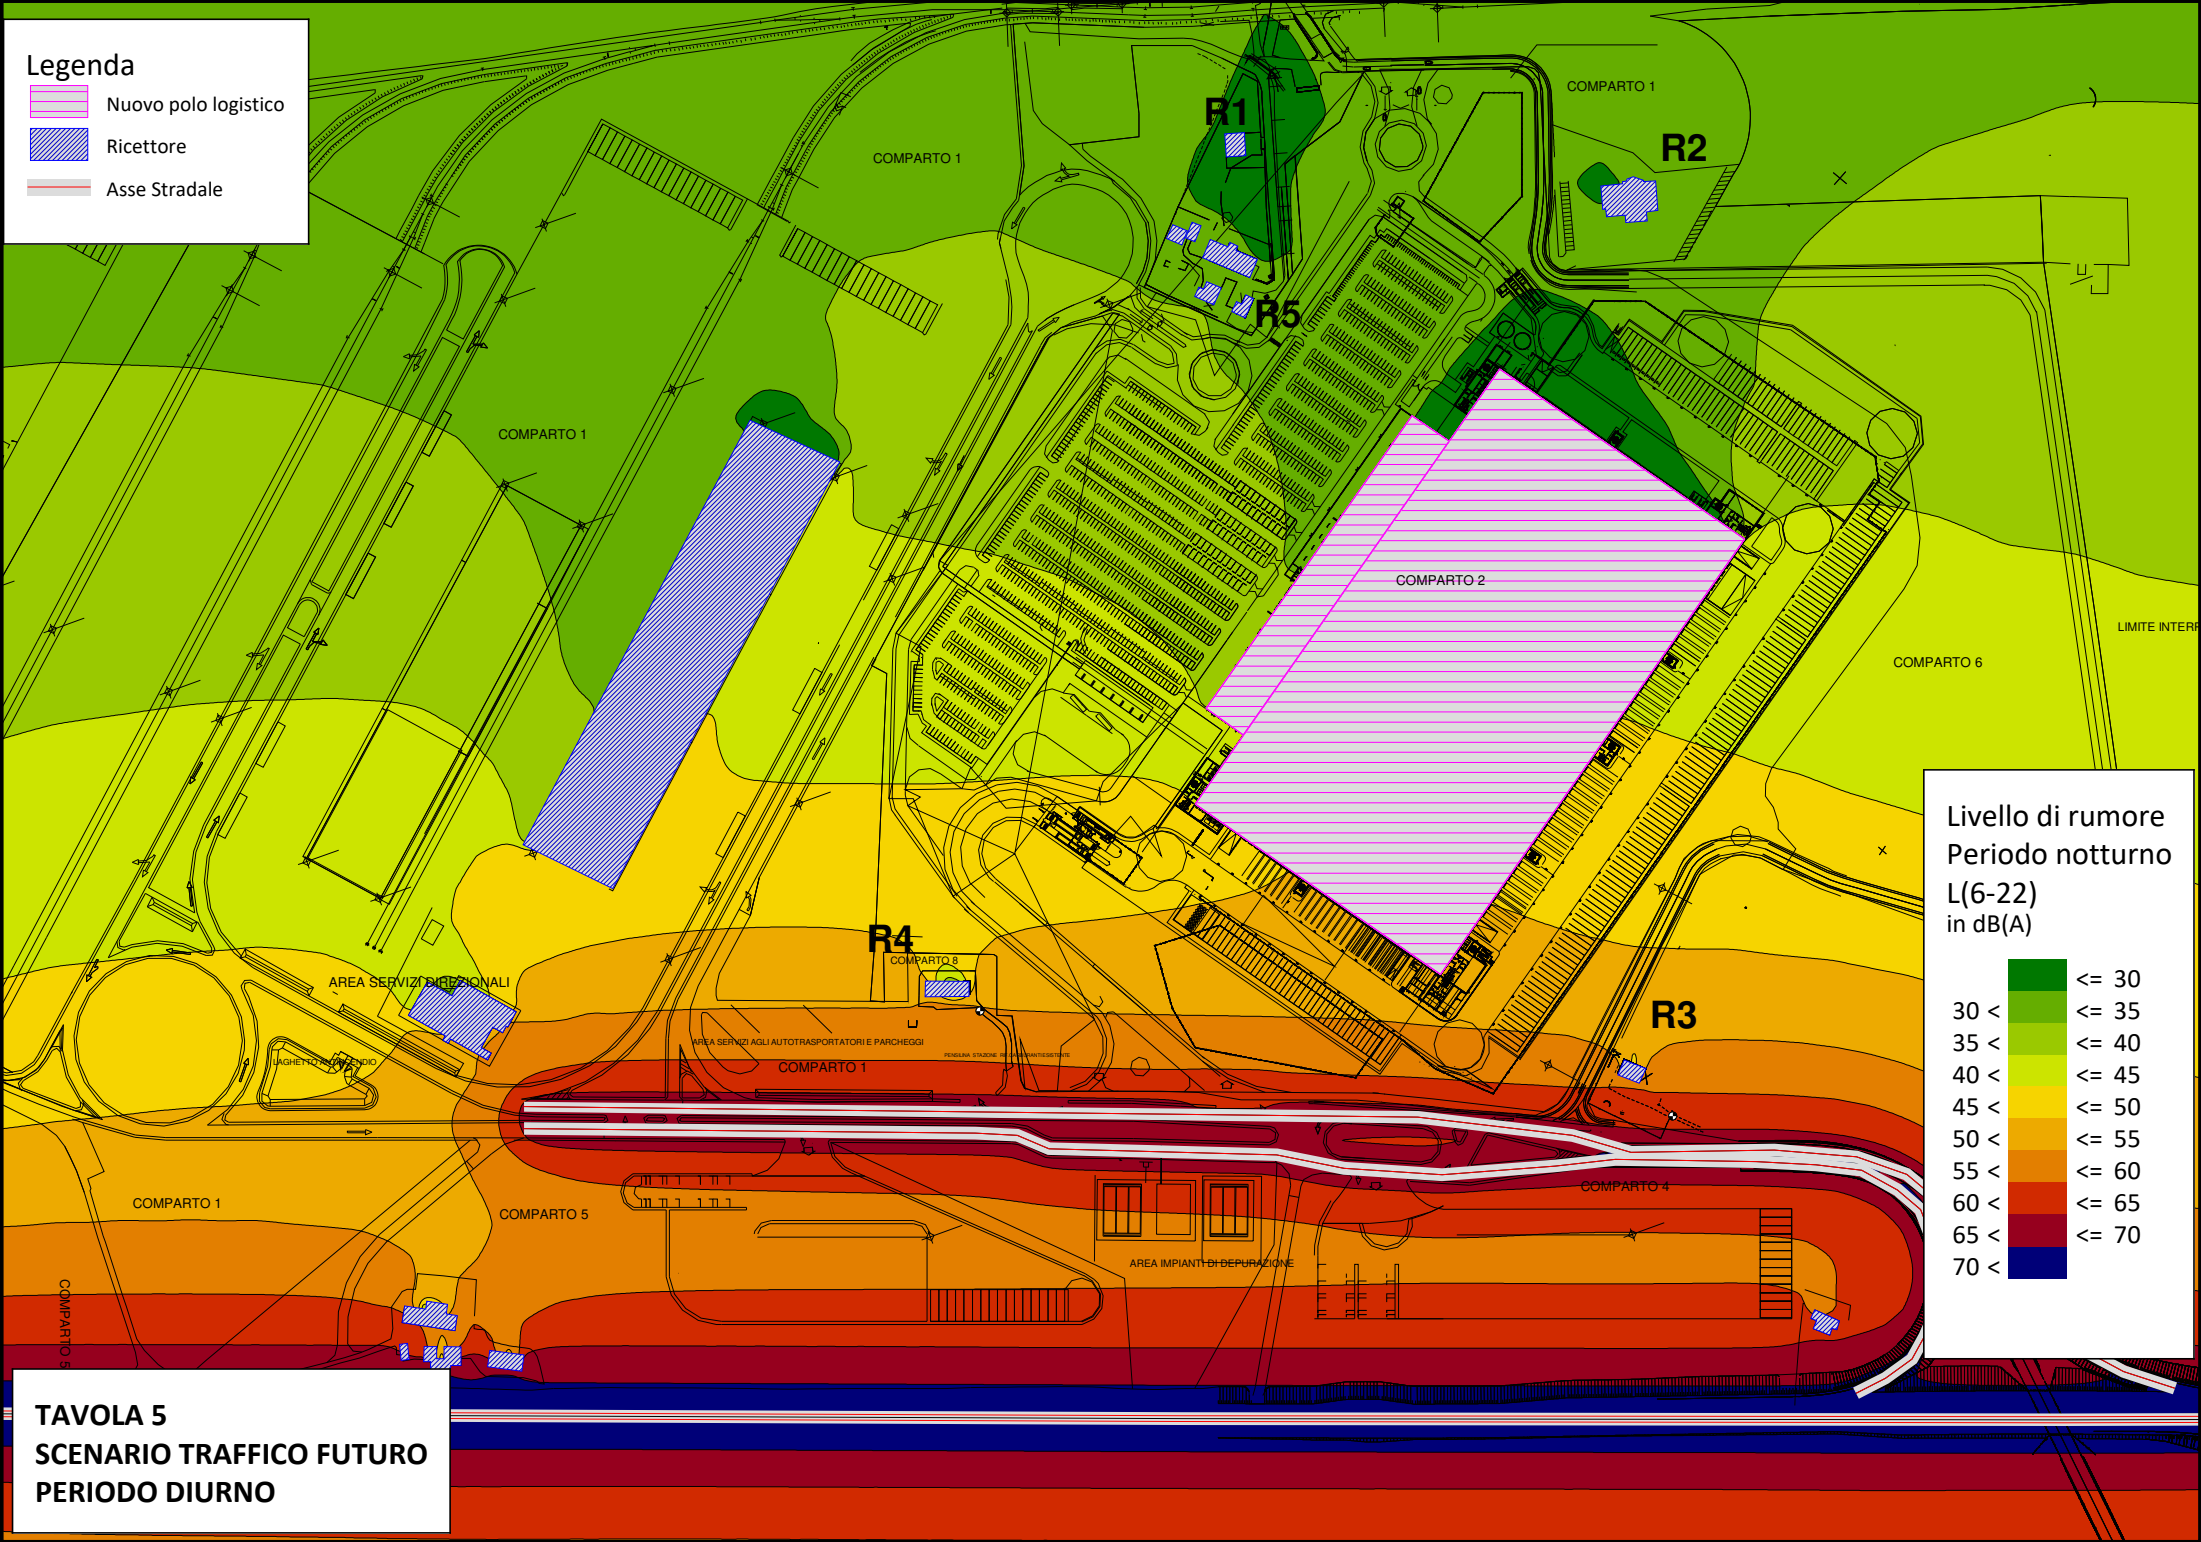 Legenda
Nuovo polo logistico
Ricettore
Asse Stradale
COMPARTO 1
R1
COMPARTO 1
R2
R5
COMPARTO 1
COMPARTO 2
LIMITE INTERP
COMPARTO 6
R4
COMPARTO 8
AREA SERVIZI DIREZIONALI
R3
AREA SERVIZI AGLI AUTOTRASPORTATORI E PARCHEGGI
COMPARTO 1
COMPARTO 1
COMPARTO 5
COMPARTO 4
AREA IMPIANTI DI DEPURAZIONE
COMPARTO 5
Livello di rumore
Periodo notturno
L(6-22)
in dB(A)
<= 30
30 < <= 35
35 < <= 40
40 < <= 45
45 < <= 50
50 < <= 55
55 < <= 60
60 < <= 65
65 < <= 70
70 <
TAVOLA 5
SCENARIO TRAFFICO FUTURO
PERIODO DIURNO